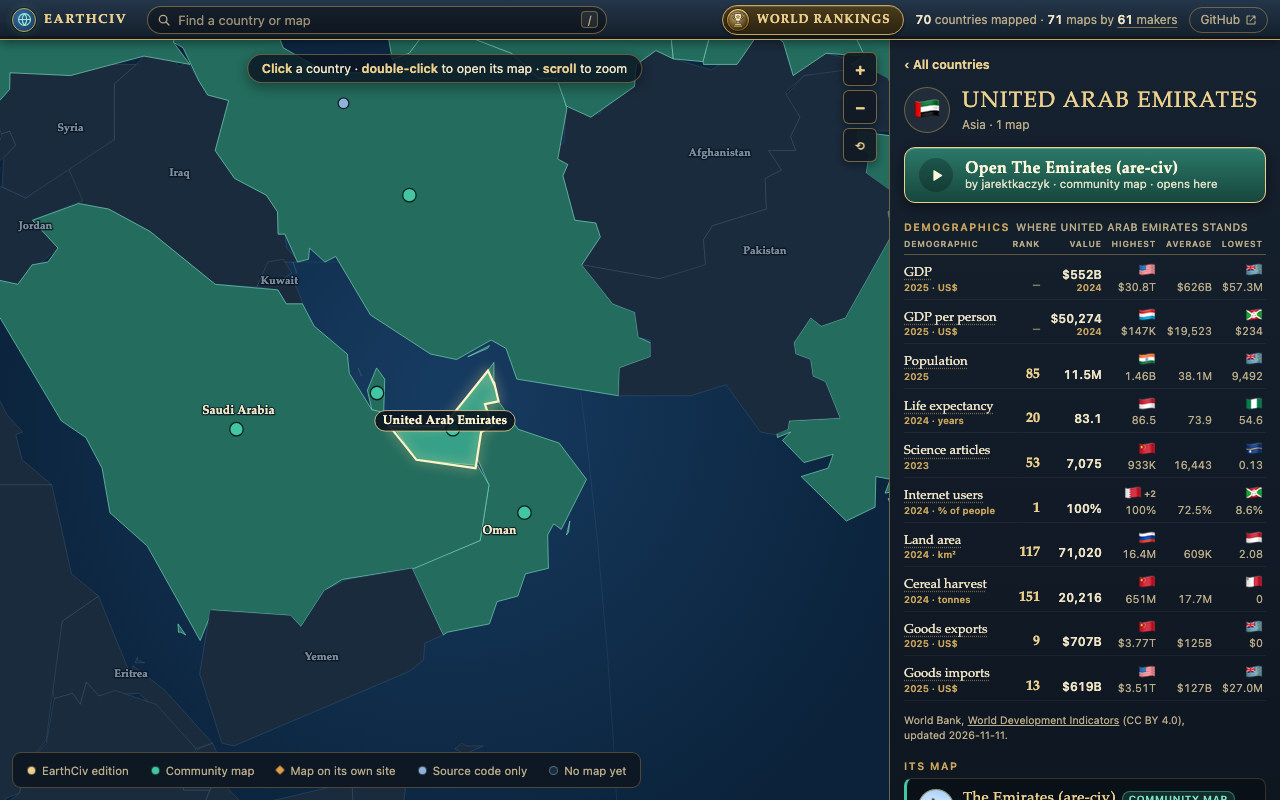 EARTHCIV
Find a country or map
/
WORLD RANKINGS
70 countries mapped · 71 maps by 61 makers
GitHub
Click a country · double-click to open its map · scroll to zoom
+
−
⟲
Syria
Iraq
Afghanistan
Jordan
Kuwait
Pakistan
Saudi Arabia
United Arab Emirates
Oman
Yemen
Eritrea
EarthCiv edition
Community map
Map on its own site
Source code only
No map yet
‹ All countries
UNITED ARAB EMIRATES
Asia · 1 map
Open The Emirates (are-civ)
by jarektkaczyk · community map · opens here
DEMOGRAPHICS WHERE UNITED ARAB EMIRATES STANDS
DEMOGRAPHIC RANK VALUE HIGHEST AVERAGE LOWEST
GDP $552B
2025 · US$ – 2024 $30.8T $626B $57.3M
GDP per person $50,274
2025 · US$ – 2024 $147K $19,523 $234
Population
2025 85 11.5M 1.46B 38.1M 9,492
Life expectancy
2024 · years 20 83.1 86.5 73.9 54.6
Science articles
2023 53 7,075 933K 16,443 0.13
Internet users +2
2024 · % of people 1 100% 100% 72.5% 8.6%
Land area
2024 · km² 117 71,020 16.4M 609K 2.08
Cereal harvest
2024 · tonnes 151 20,216 651M 17.7M 0
Goods exports
2025 · US$ 9 $707B $3.77T $125B $0
Goods imports
2025 · US$ 13 $619B $3.51T $127B $27.0M
World Bank, World Development Indicators (CC BY 4.0),
updated 2026-11-11.
ITS MAP
The Emirates (are-civ) COMMUNITY MAP